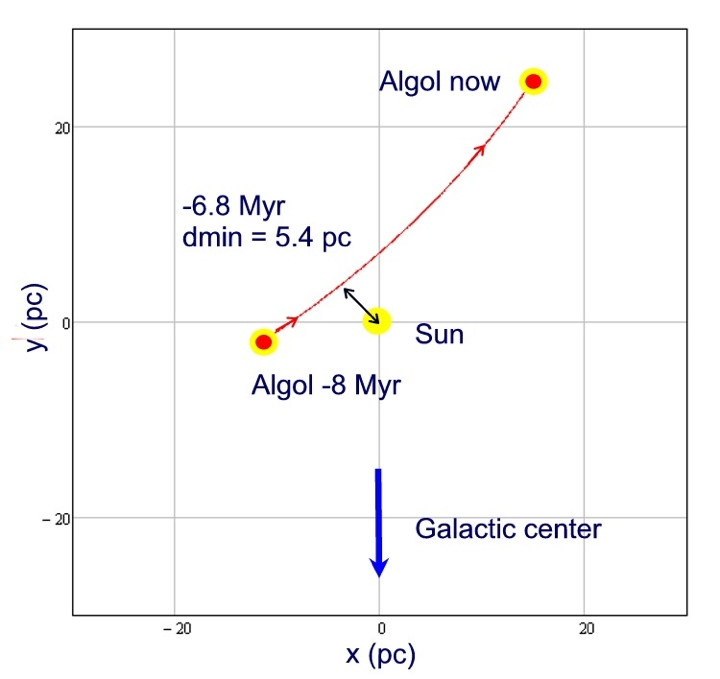 Algol now
20
-6.8 Myr
dmin = 5.4 pc
y (pc)
0
Sun
Algol -8 Myr
- 20
Galactic center
- 20
0
20
x (pc)